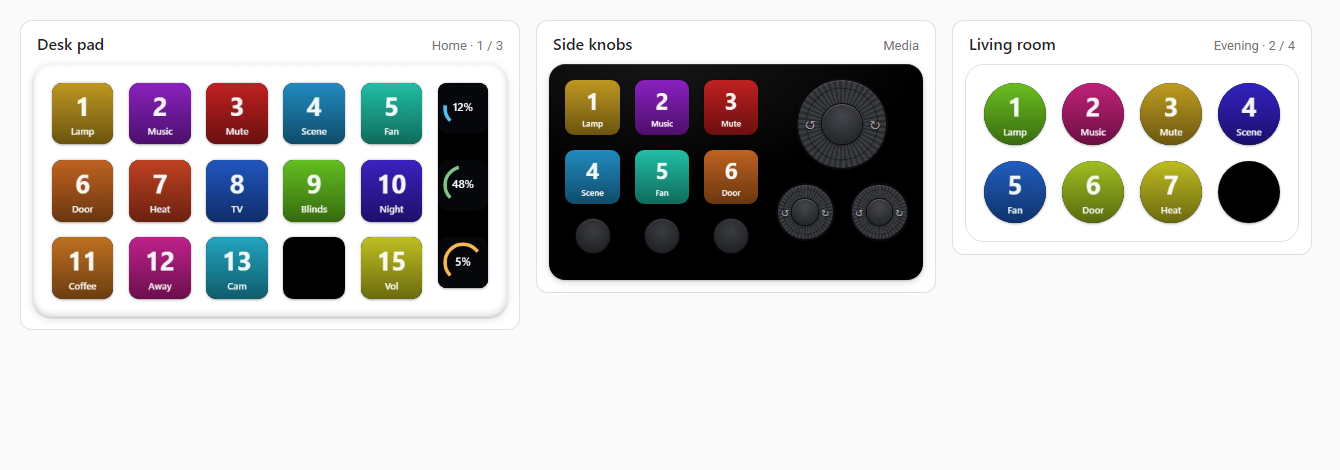 Desk pad
Home · 1 / 3
1 2 3 4 5
Lamp Music Mute Scene Fan
12%
6 7 8 9 10
Door Heat TV Blinds Night
48%
11 12 13 15
Coffee Away Cam Vol
5%
Side knobs
Media
1 2 3
Lamp Music Mute
4 5 6
Scene Fan Door
Living room
Evening · 2 / 4
1 2 3 4
Lamp Music Mute Scene
5 6 7
Fan Door Heat